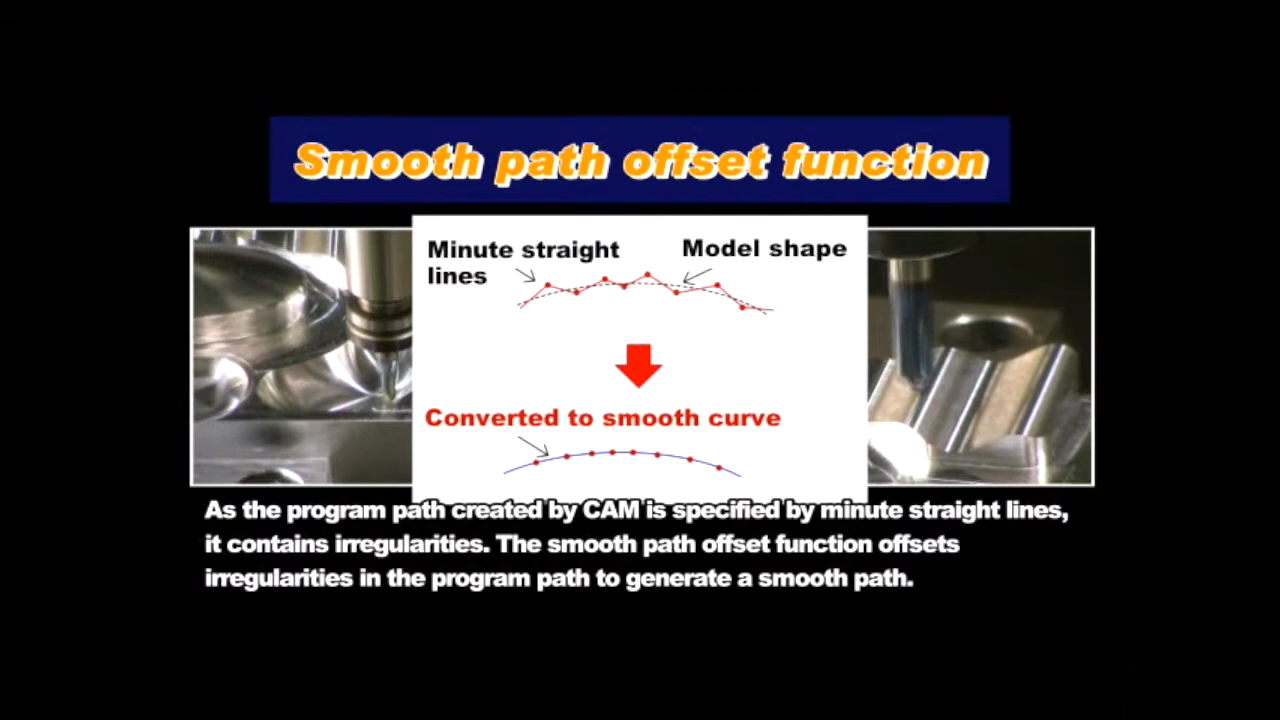 Smooth path offset function
Minute straight
lines
Model shape
Converted to smooth curve
As the program path created by CAM is specified by minute straight lines,
it contains irregularities. The smooth path offset function offsets
irregularities in the program path to generate a smooth path.